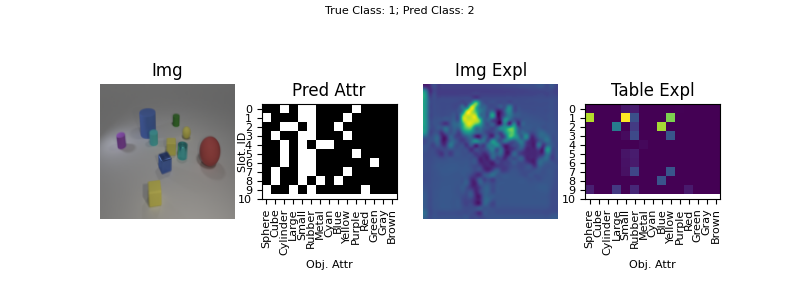 True Class: 1; Pred Class: 2
Img
Pred Attr
Img Expl
Table Expl
Slot. ID
0
1
2
3
4
5
6
7
8
9
10
Sphere
Cube
Cylinder
Large
Small
Rubber
Metal
Cyan
Blue
Yellow
Purple
Red
Green
Gray
Brown
Obj. Attr
0
1
2
3
4
5
6
7
8
9
10
Sphere
Cube
Cylinder
Large
Small
Rubber
Metal
Cyan
Blue
Yellow
Purple
Red
Green
Gray
Brown
Obj. Attr